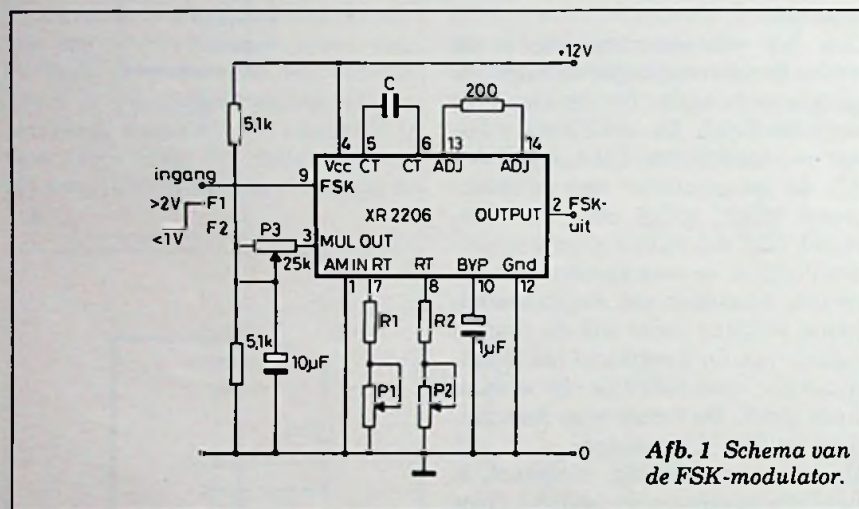 +12V
C
200
5,1k
4
5
6
13
14
Vcc
CT
CT
ADJ
ADJ
ingang
9
FSK
>2V
F1
XR 2206
OUTPUT
2
FSK-
uit
<1V
F2
P3
3
MUL OUT
25k
AM IN
RT
RT
BYP
Gnd
1
7
8
10
12
R1
R2
5,1k
10µF
1µF
P1
P2
0
Afb. 1 Schema van
de FSK-modulator.